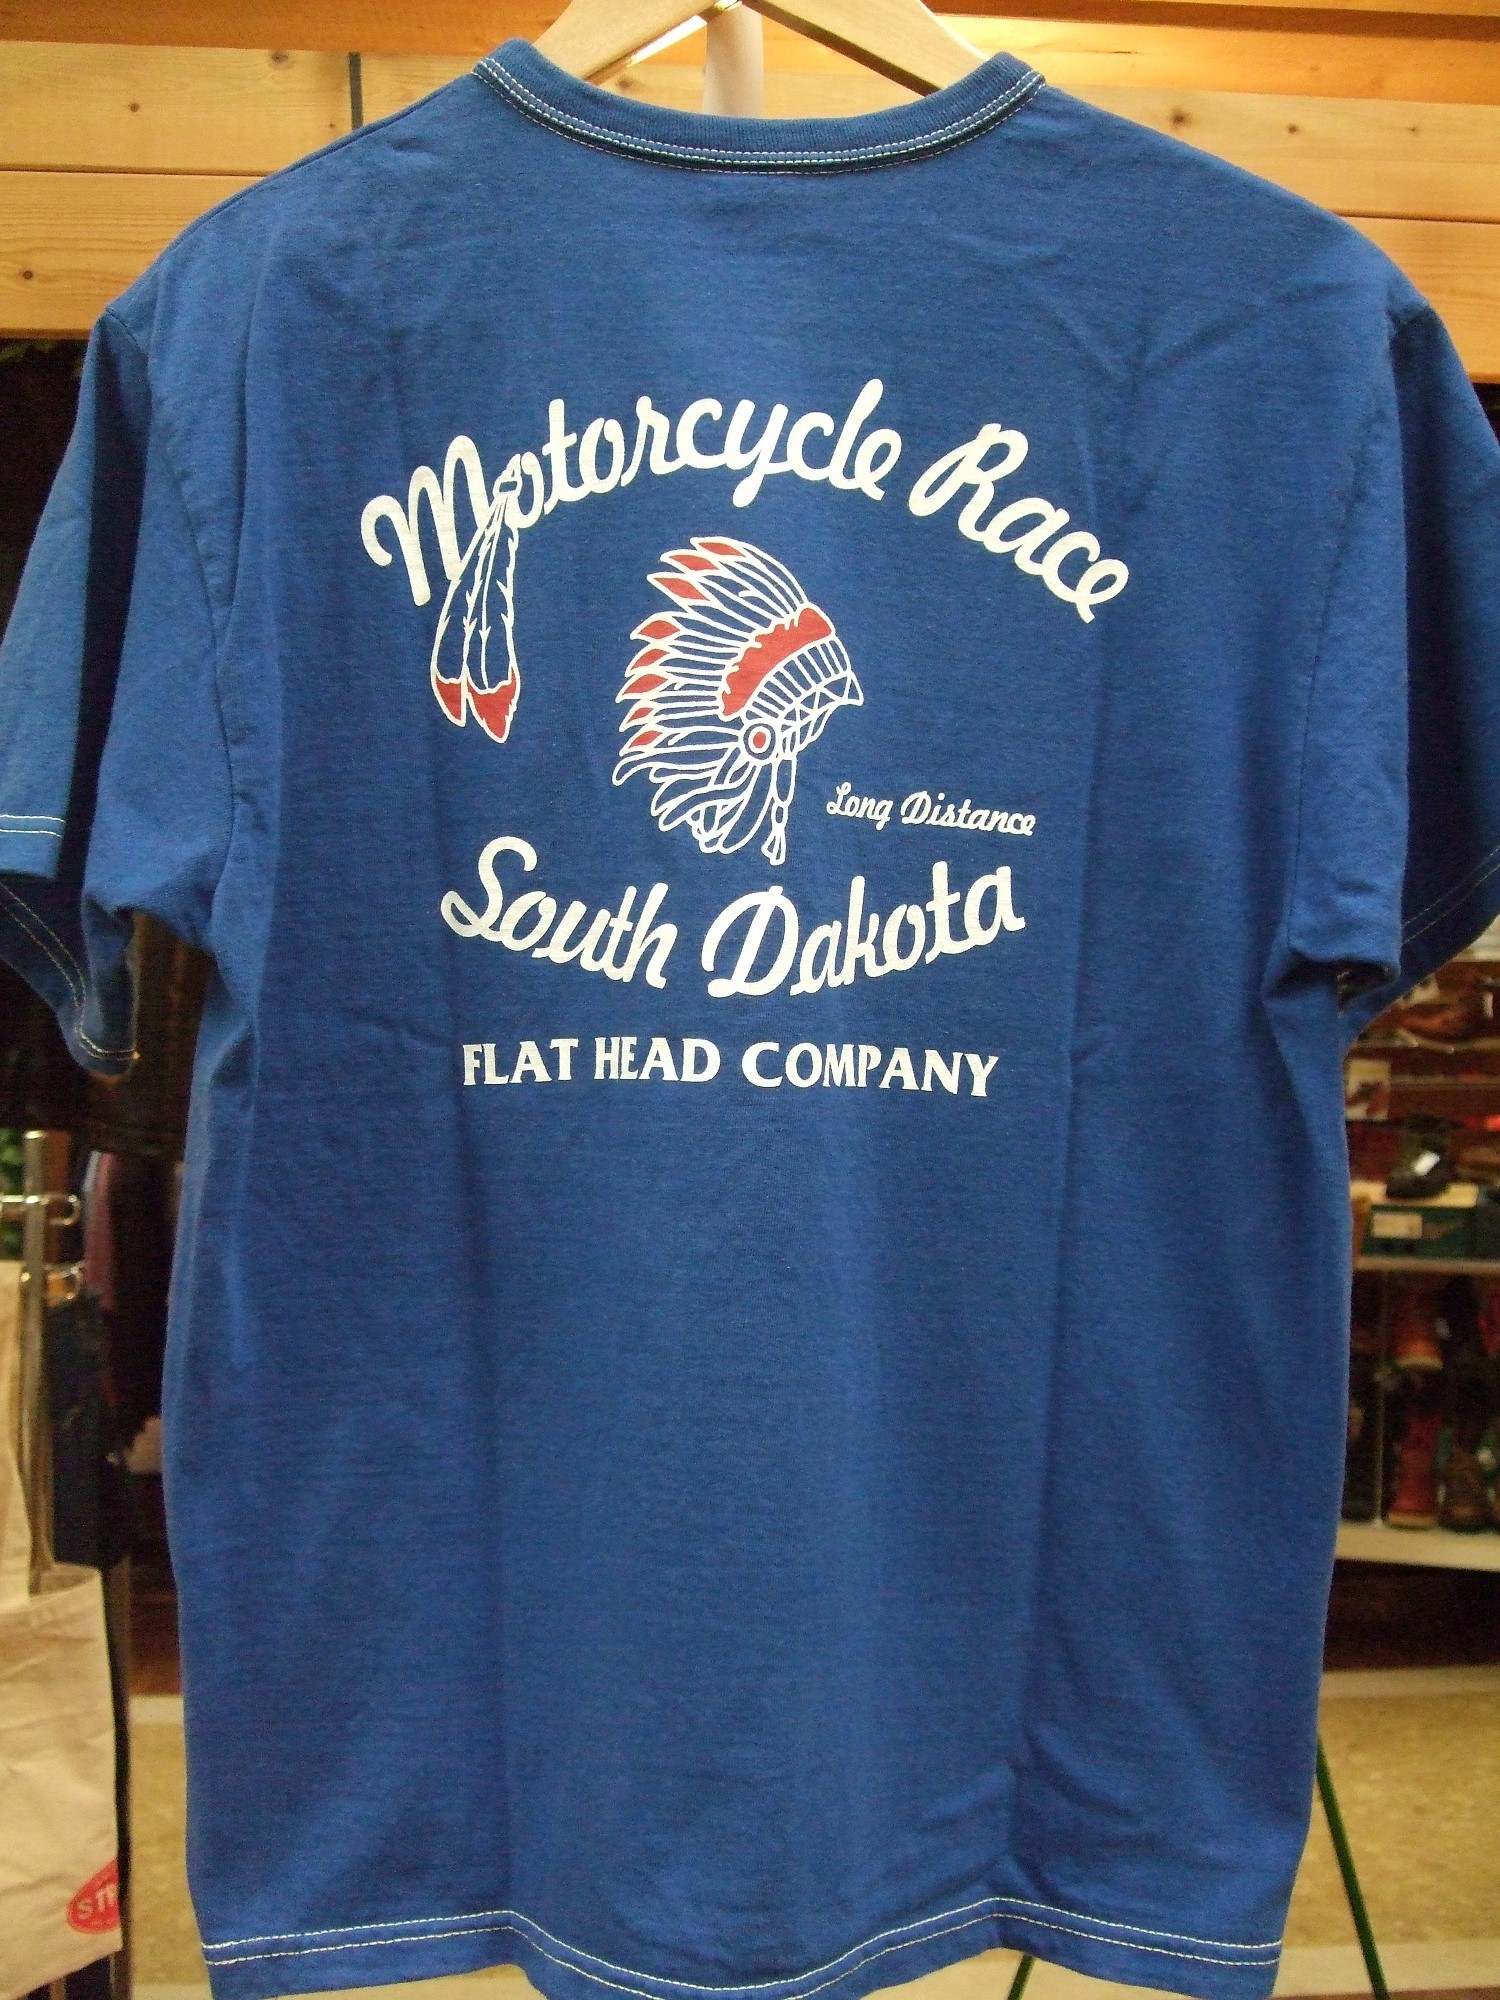 Motorcycle Race
Long Distance
South Dakota
FLAT HEAD COMPANY